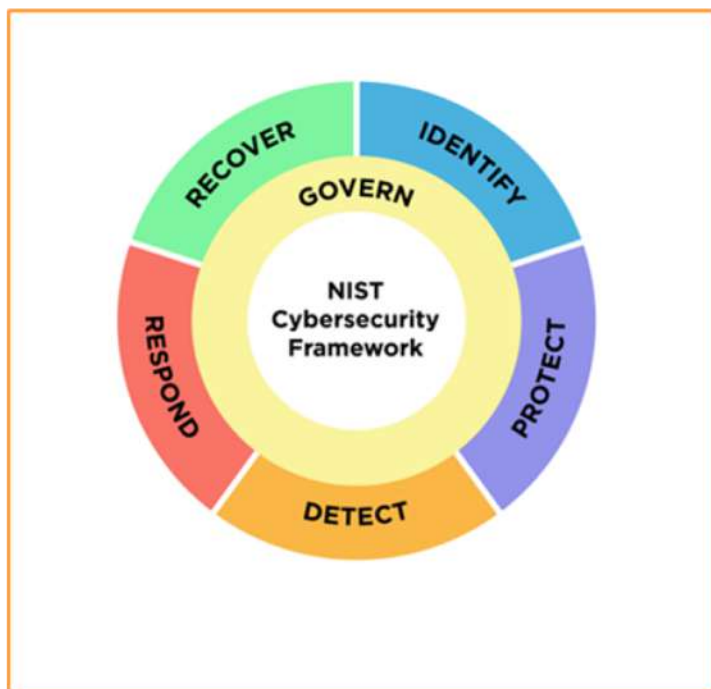 RECOVER
IDENTIFY
GOVERN
NIST
Cybersecurity
Framework
RESPOND
PROTECT
DETECT